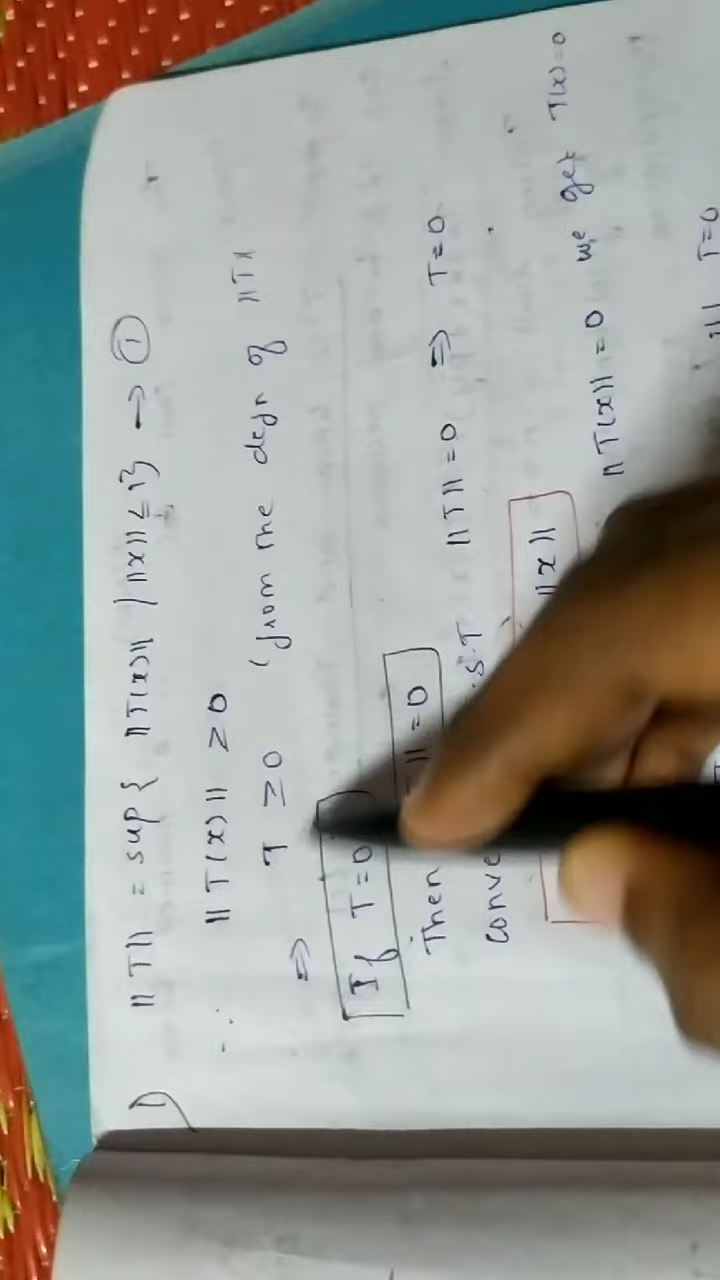 1) ||T|| = sup { ||T(x)|| / ||x|| ≤ 1} → ①
∴ ||T(x)|| ≥ 0
⇒ T ≥ 0 (from the defn of ||T||
If T=0
Then ||=0
conve s.T ||T||=0 ⇒ T=0.
||x||
||T(x)||=0 we get T(x)=0
T=0